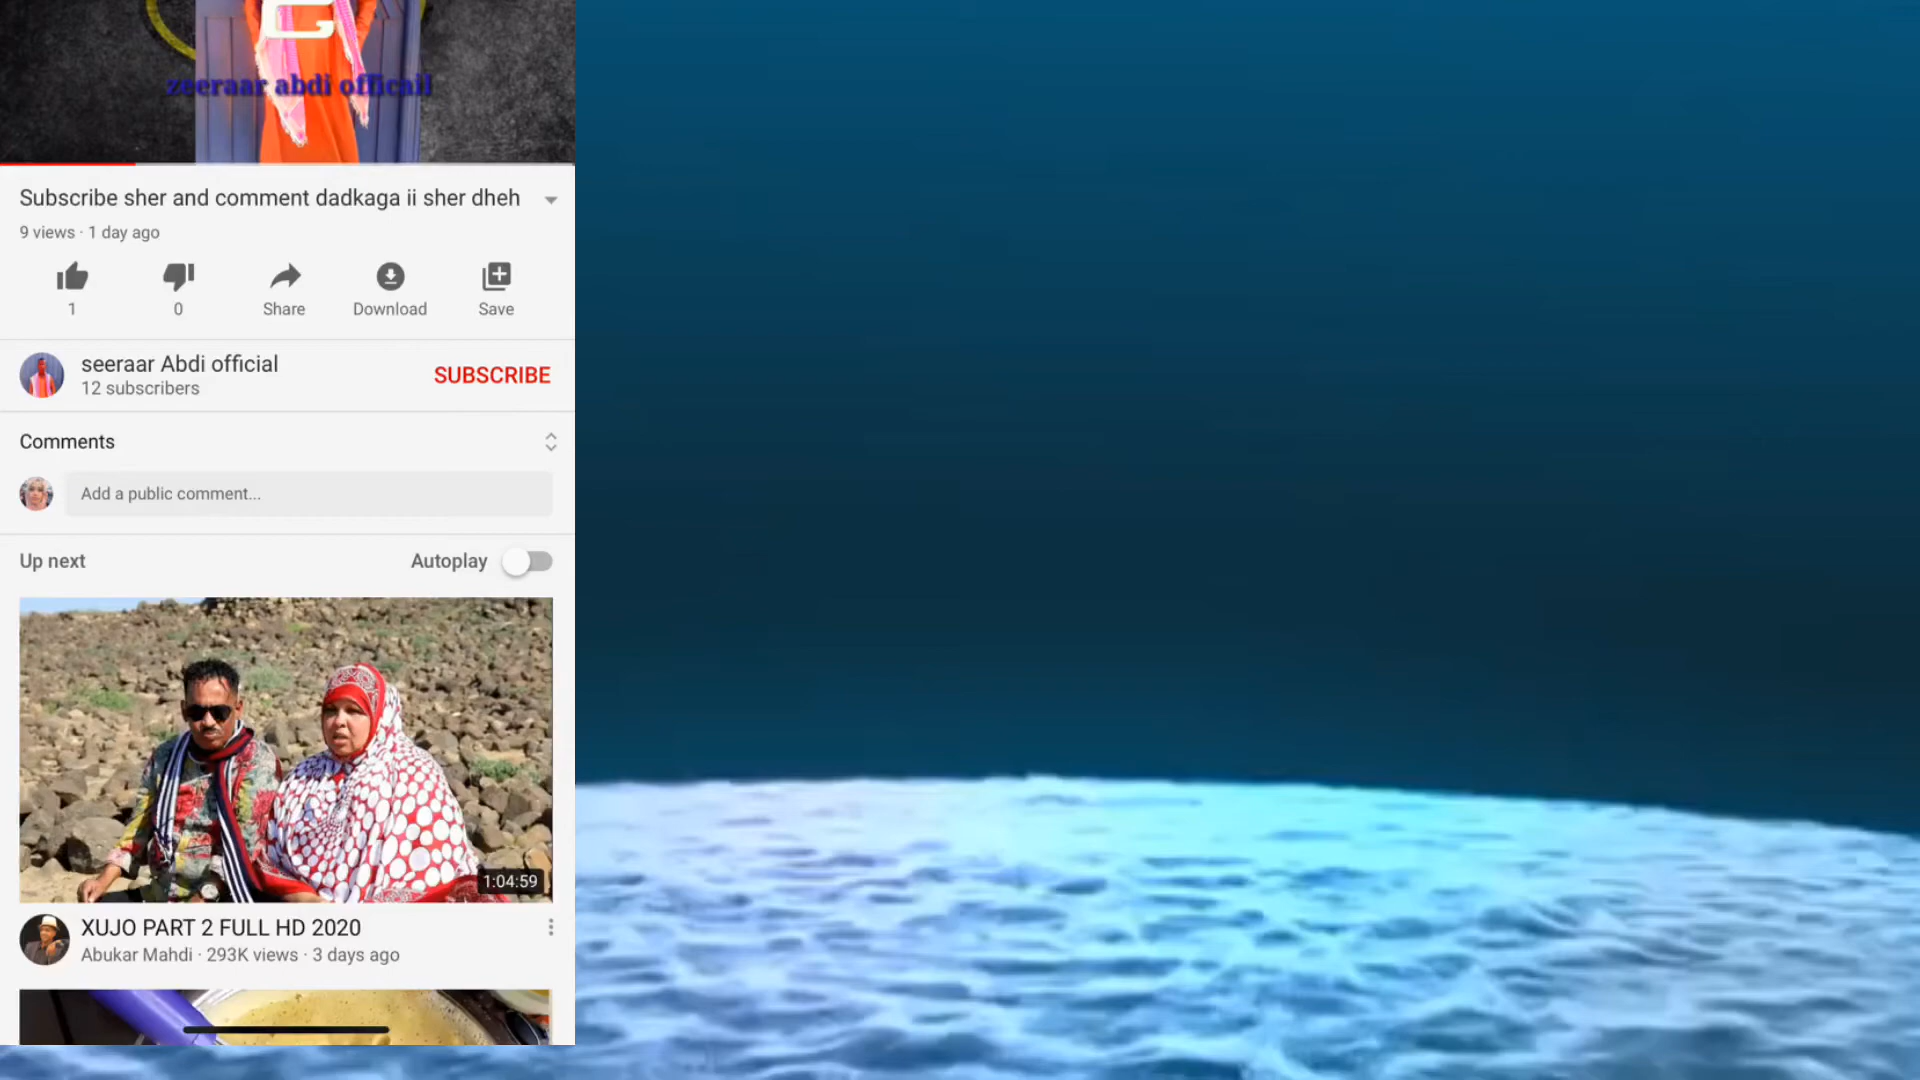 zeeraar abdi officail
Subscribe sher and comment dadkaga ii sher dheh
9 views · 1 day ago
1
0
Share
Download
Save
seeraar Abdi official
12 subscribers
SUBSCRIBE
Comments
Add a public comment...
Up next
Autoplay
1:04:59
XUJO PART 2 FULL HD 2020
Abukar Mahdi · 293K views · 3 days ago